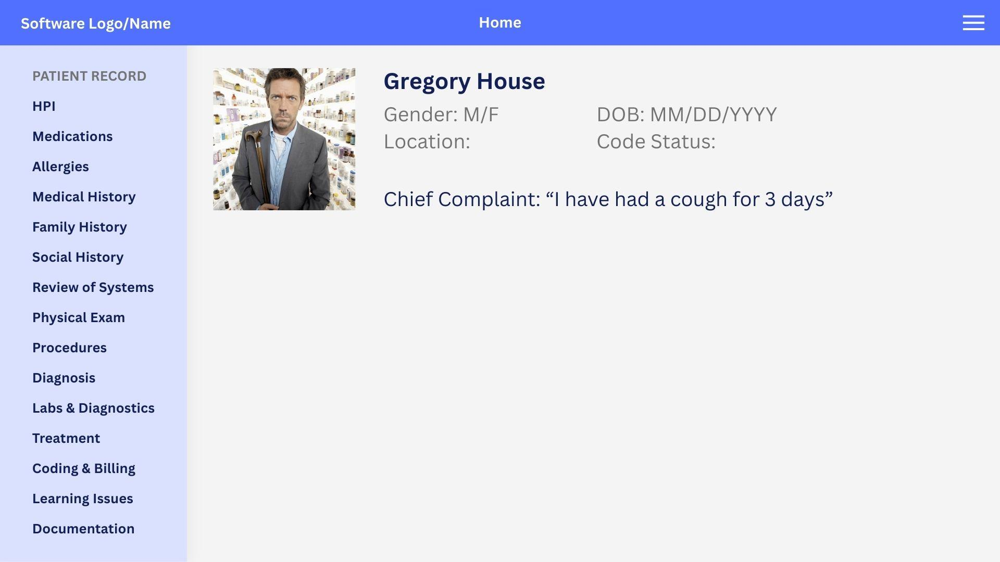 Software Logo/Name
Home
PATIENT RECORD
HPI
Medications
Allergies
Medical History
Family History
Social History
Review of Systems
Physical Exam
Procedures
Diagnosis
Labs & Diagnostics
Treatment
Coding & Billing
Learning Issues
Documentation
Gregory House
Gender: M/F
DOB: MM/DD/YYYY
Location:
Code Status:
Chief Complaint: “I have had a cough for 3 days”